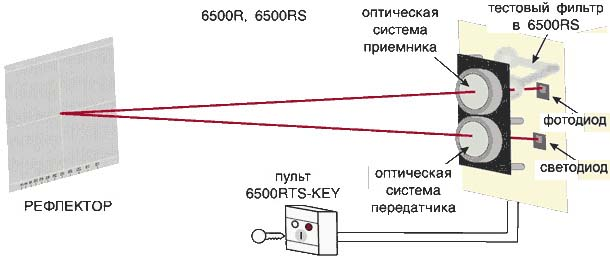 6500R, 6500RS
оптическая
система
приемника
тестовый фильтр
в 6500RS
фотодиод
светодиод
оптическая
система
передатчика
пульт
6500RTS-KEY
РЕФЛЕКТОР